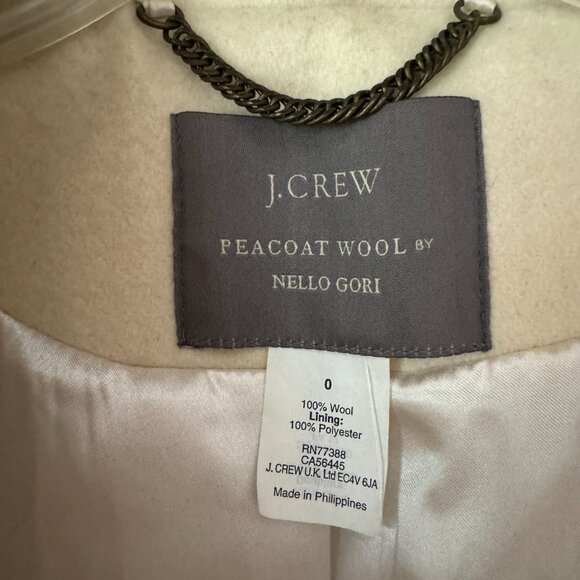 J.CREW
PEACOAT WOOL BY
NELLO GORI
0
100% Wool
Lining:
100% Polyester
RN77388
CA56445
J. CREW U.K. Ltd EC4V 6JA
Made in Philippines